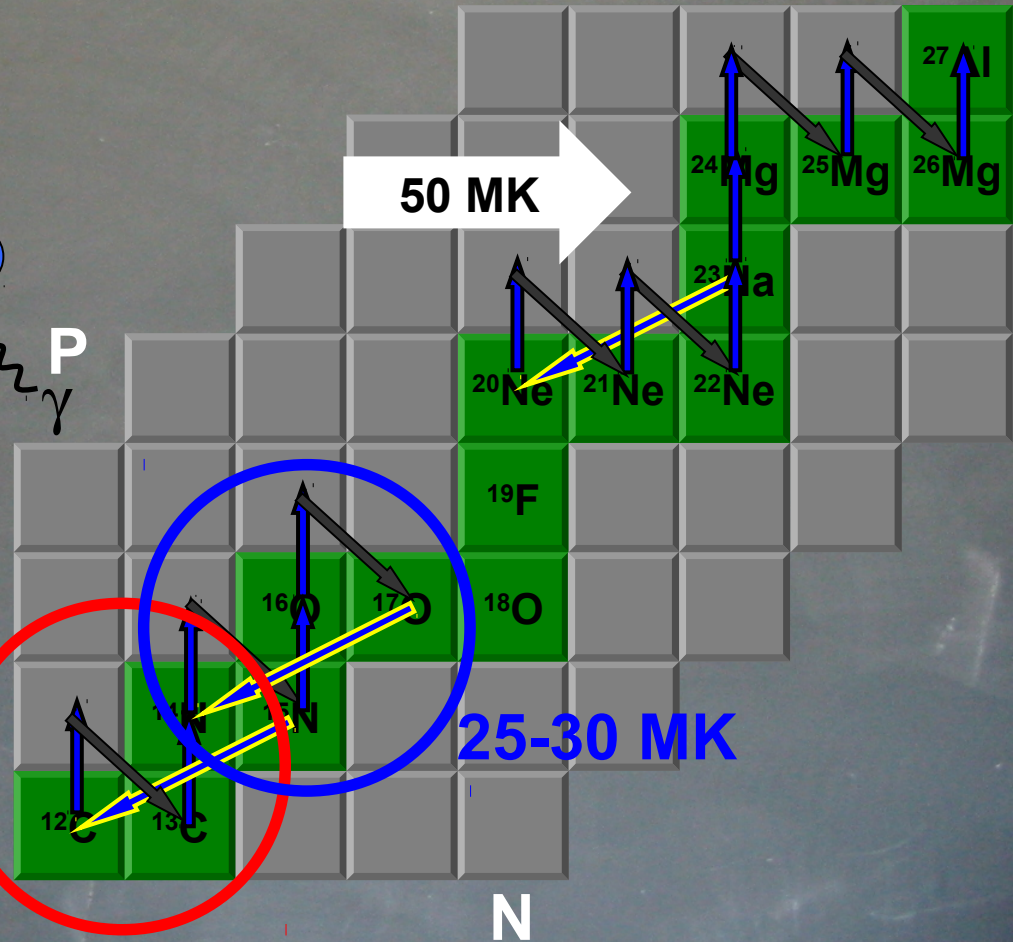 ²⁷Al
²⁴Mg ²⁵Mg ²⁶Mg
50 MK
²³Na
P
γ
²⁰Ne ²¹Ne ²²Ne
¹⁹F
¹⁶O ¹⁷O ¹⁸O
¹⁴N ¹⁵N
25-30 MK
¹²C ¹³C
N